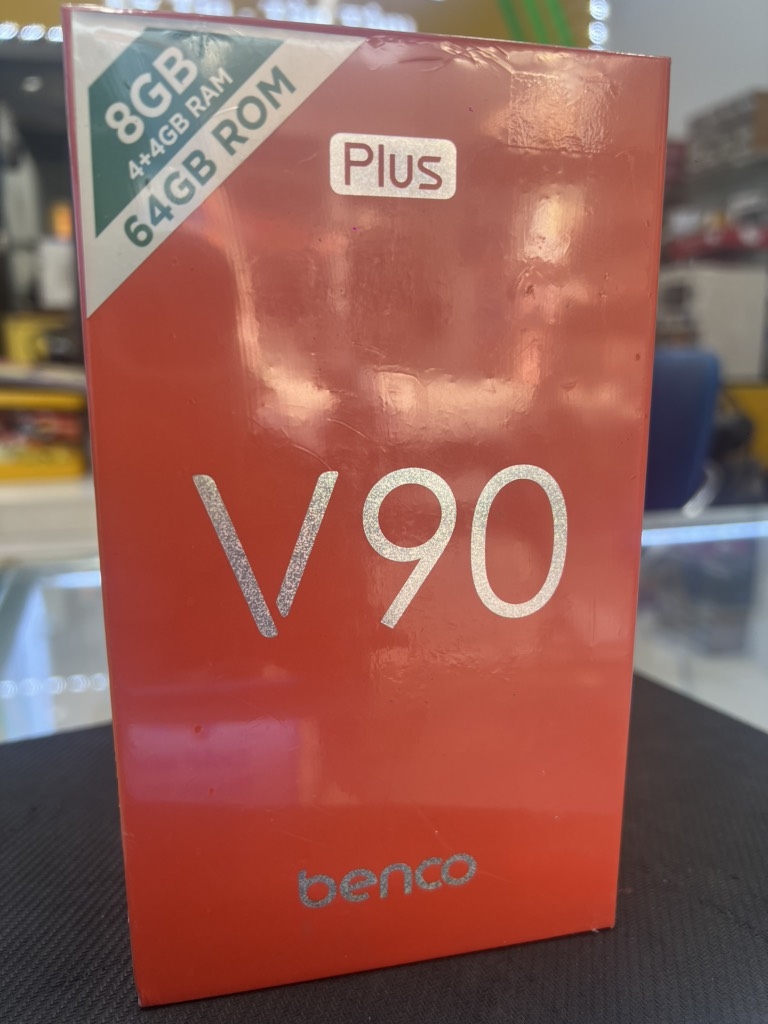 8GB
4+4GB RAM
64GB ROM
Plus
V90
benco